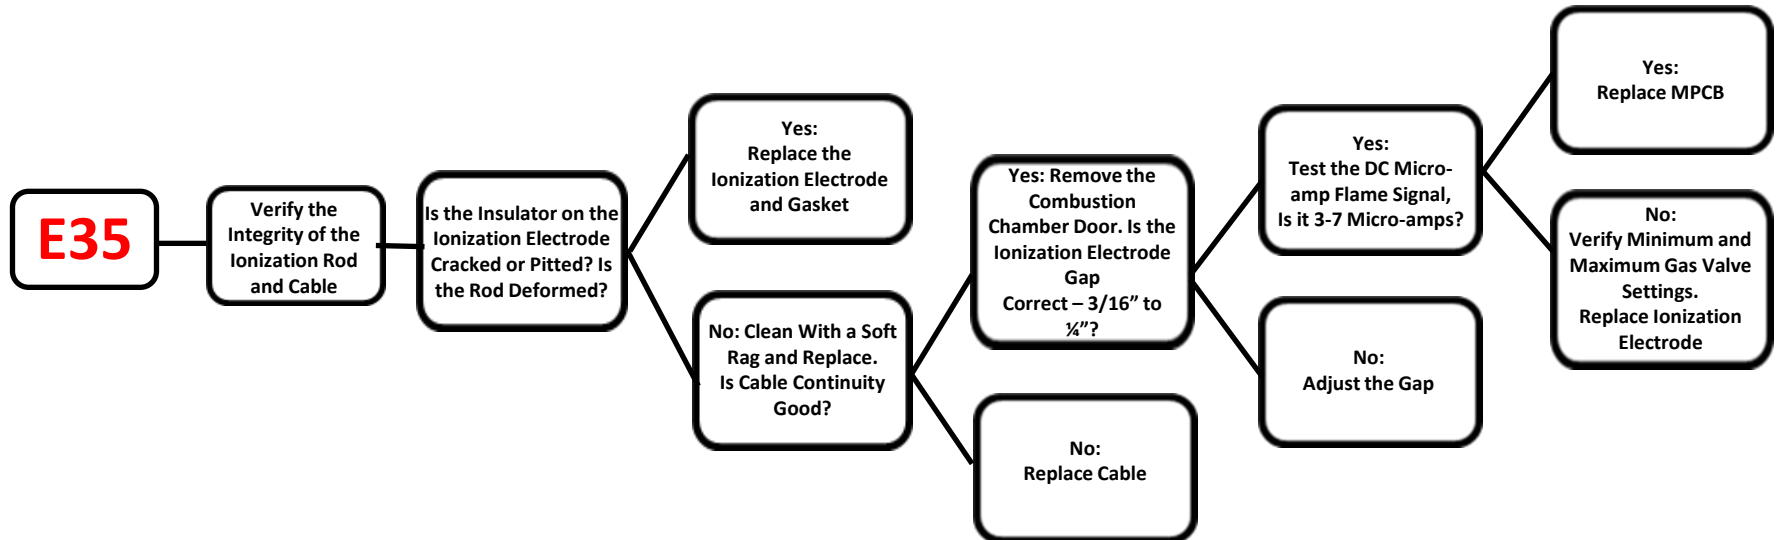 E35
Verify the
Integrity of the
Ionization Rod
and Cable
Is the Insulator on the
Ionization Electrode
Cracked or Pitted? Is
the Rod Deformed?
Yes:
Replace the
Ionization Electrode
and Gasket
No: Clean With a Soft
Rag and Replace.
Is Cable Continuity
Good?
Yes: Remove the
Combustion
Chamber Door. Is the
Ionization Electrode
Gap
Correct – 3/16” to
¼”?
No:
Replace Cable
Yes:
Test the DC Micro-
amp Flame Signal,
Is it 3-7 Micro-amps?
No:
Adjust the Gap
Yes:
Replace MPCB
No:
Verify Minimum and
Maximum Gas Valve
Settings.
Replace Ionization
Electrode